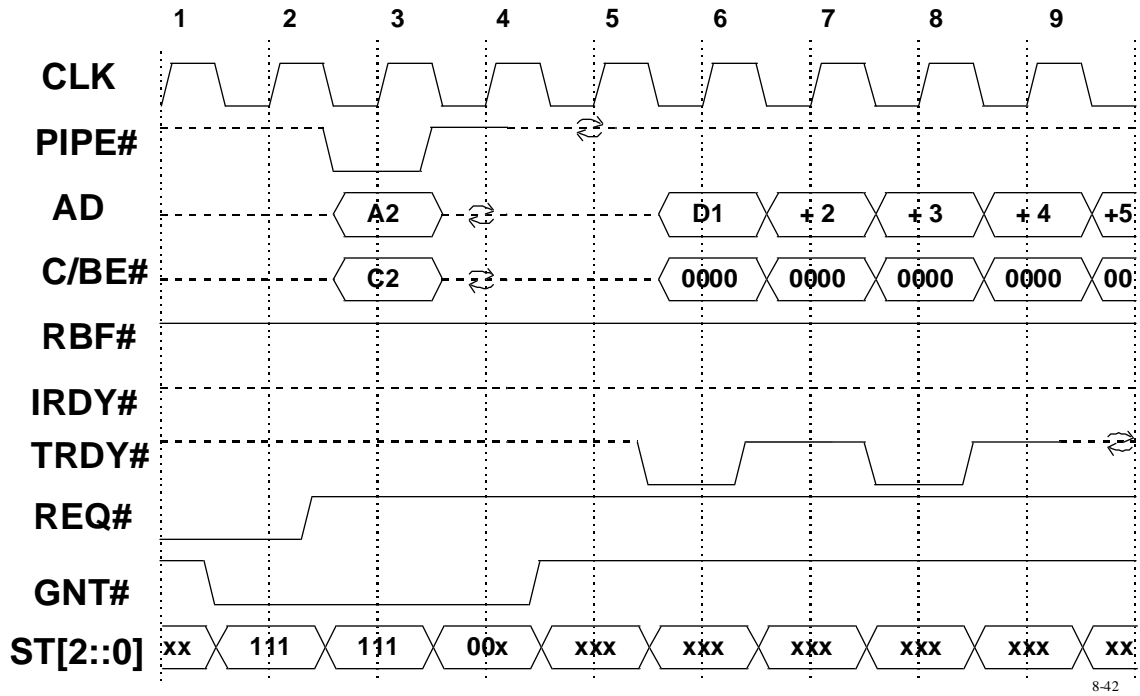 1 2 3 4 5 6 7 8 9
CLK
PIPE#
AD A2 D1 + 2 + 3 + 4 +5
C/BE# C2 0000 0000 0000 0000 00
RBF#
IRDY#
TRDY#
REQ#
GNT#
ST[2::0] xx 111 111 00x xxx xxx xxx xxx xxx xx
8-42